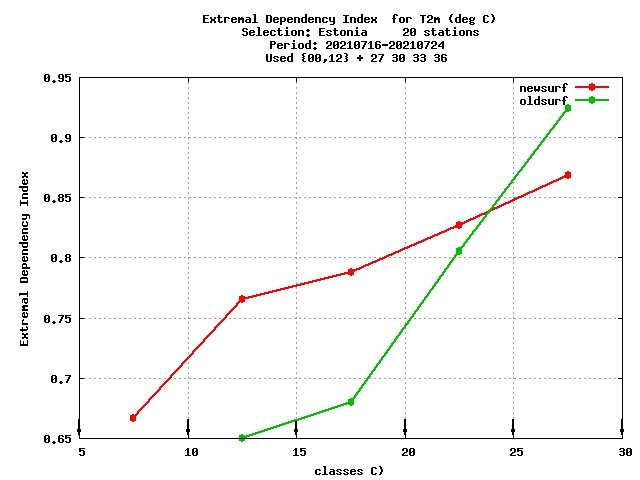 Extremal Dependency Index  for T2m (deg C)
Selection: Estonia     20 stations
Period: 20210716-20210724
Used {00,12} + 27 30 33 36
newsurf
oldsurf
0.95
0.9
0.85
0.8
0.75
0.7
0.65
Extremal Dependency Index
5 10 15 20 25 30
classes C)